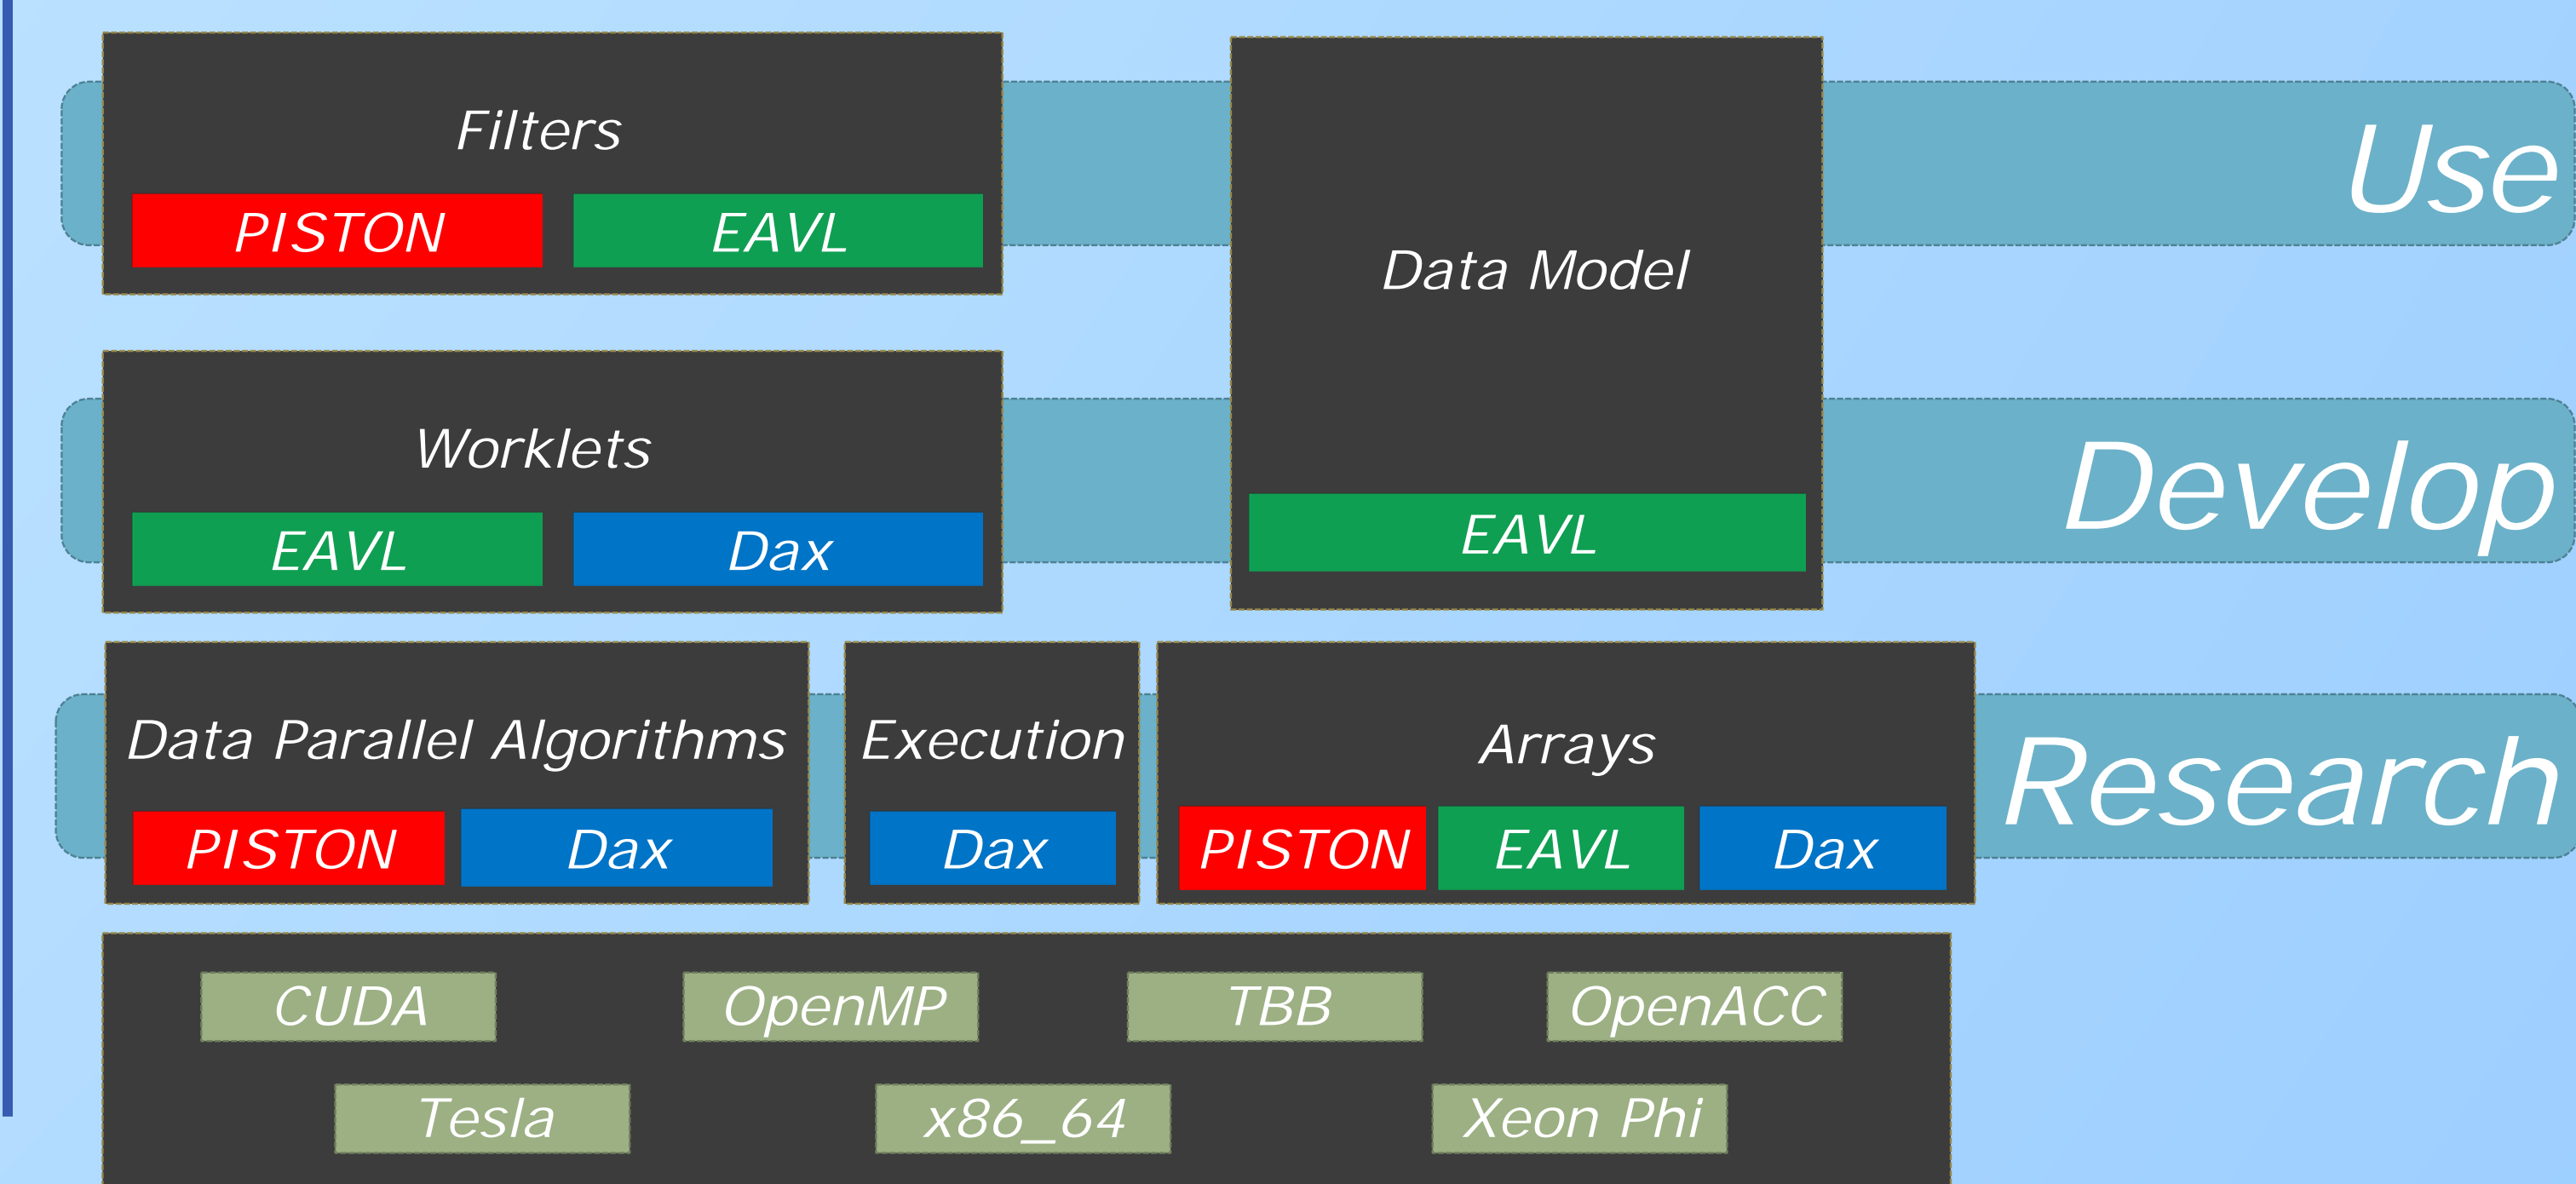 Filters
PISTON EAVL
Data Model
Use
Worklets
EAVL Dax
EAVL
Develop
Data Parallel Algorithms
PISTON Dax
Execution
Dax
Arrays
PISTON EAVL Dax
Research
CUDA OpenMP TBB OpenACC
Tesla x86_64 Xeon Phi